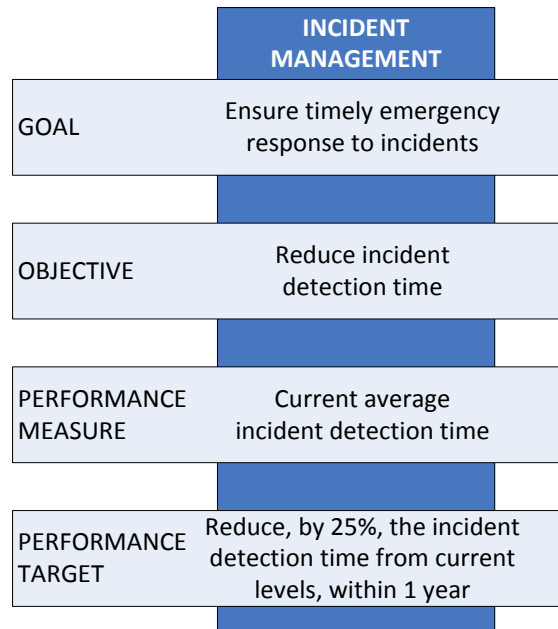 INCIDENT
MANAGEMENT
GOAL
Ensure timely emergency
response to incidents
OBJECTIVE
Reduce incident
detection time
PERFORMANCE
MEASURE
Current average
incident detection time
PERFORMANCE
TARGET
Reduce, by 25%, the incident
detection time from current
levels, within 1 year